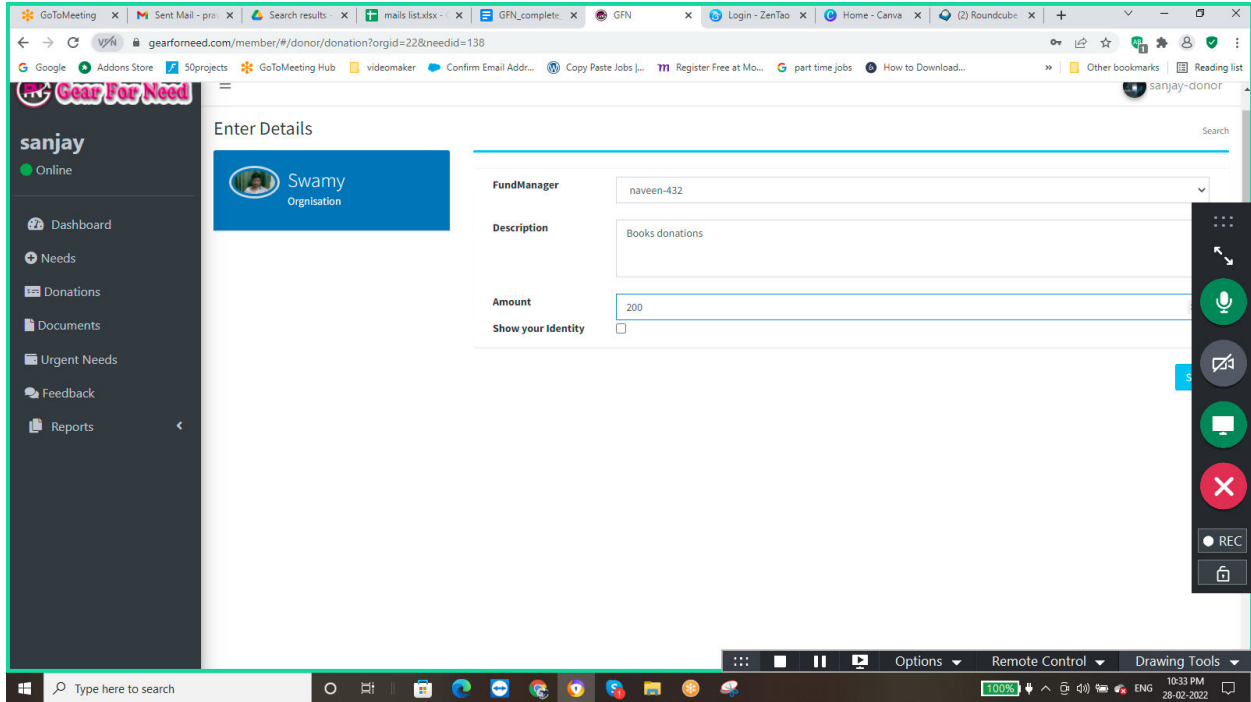 GoToMeeting
Sent Mail - pra
Search results -
mails list.xlsx - 
GFN_complete_
GFN
Login - ZenTao
Home - Canva
(2) Roundcube
VPN
gearforneed.com/member/#/donor/donation?orgid=22&needid=138
Google
Addons Store
50projects
GoToMeeting Hub
videomaker
Confirm Email Addr...
Copy Paste Jobs |...
Register Free at Mo...
part time jobs
How to Download...
»
Other bookmarks
Reading list
Gear For Need
sanjay-donor
sanjay
Online
Dashboard
Needs
Donations
Documents
Urgent Needs
Feedback
Reports
Enter Details
Search
Swamy
Orgnisation
FundManager
naveen-432
Description
Books donations
Amount
200
Show your Identity
S
REC
Options
Remote Control
Drawing Tools
Type here to search
100%
ENG
10:33 PM
28-02-2022